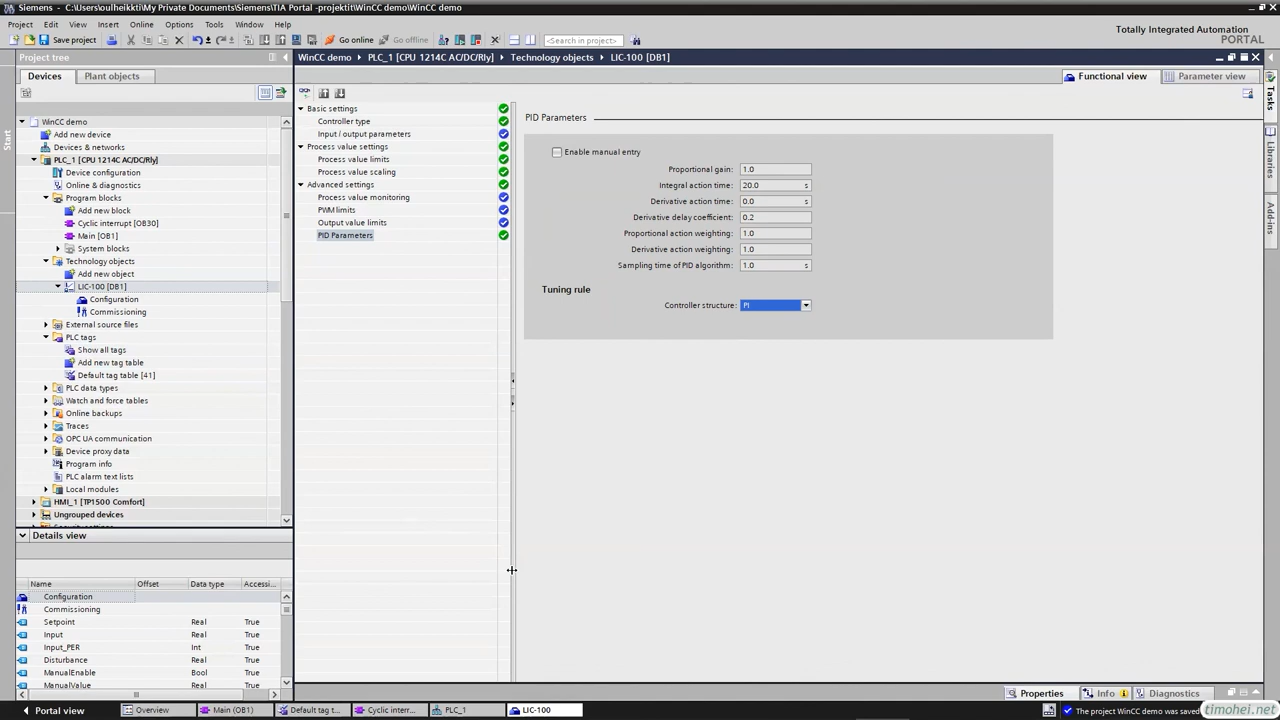 Siemens - C:\Users\oulheikkti\My Private Documents\Siemens\TIA Portal -projektit\WinCC demo\WinCC demo
Project Edit View Insert Online Options Tools Window Help
Totally Integrated Automation
PORTAL
Save project
Go online
Go offline
<Search in project>
Project tree
WinCC demo
PLC_1 [CPU 1214C AC/DC/Rly]
Technology objects
LIC-100 [DB1]
Devices
Plant objects
Functional view
Parameter view
Start
WinCC demo
Add new device
Devices & networks
PLC_1 [CPU 1214C AC/DC/Rly]
Device configuration
Online & diagnostics
Program blocks
Add new block
Cyclic interrupt [OB30]
Main [OB1]
System blocks
Technology objects
Add new object
LIC-100 [DB1]
Configuration
Commissioning
External source files
PLC tags
Show all tags
Add new tag table
Default tag table [41]
PLC data types
Watch and force tables
Online backups
Traces
OPC UA communication
Device proxy data
Program info
PLC alarm text lists
Local modules
HMI_1 [TP1500 Comfort]
Ungrouped devices
Basic settings
Controller type
Input / output parameters
Process value settings
Process value limits
Process value scaling
Advanced settings
Process value monitoring
PWM limits
Output value limits
PID Parameters
PID Parameters
Enable manual entry
Proportional gain: 1.0
Integral action time: 20.0 s
Derivative action time: 0.0 s
Derivative delay coefficient: 0.2
Proportional action weighting: 1.0
Derivative action weighting: 1.0
Sampling time of PID algorithm: 1.0 s
Tuning rule
Controller structure: PI
Tasks
Libraries
Add-ins
Details view
Name Offset Data type Accessi...
Configuration
Commissioning
Setpoint Real True
Input Real True
Input_PER Int True
Disturbance Real True
ManualEnable Bool True
ManualValue Real True
Properties
Info
Diagnostics
Portal view
Overview
Main (OB1)
Default tag t...
Cyclic interr...
PLC_1
LIC-100
The project WinCC demo was saved
timohei.net